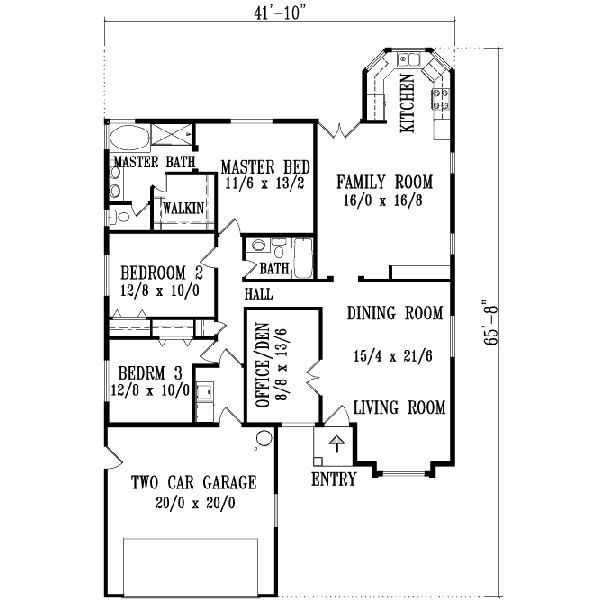 41'-10"
KITCHEN
MASTER BATH
MASTER BED
11/6 x 13/2
FAMILY ROOM
16/0 x 16/8
WALKIN
BEDROOM 2
12/8 x 10/0
BATH
HALL
DINING ROOM
65'-8"
OFFICE/DEN
8/8 x 13/6
15/4 x 21/6
BEDRM 3
12/8 x 10/0
LIVING ROOM
ENTRY
TWO CAR GARAGE
20/0 x 20/0